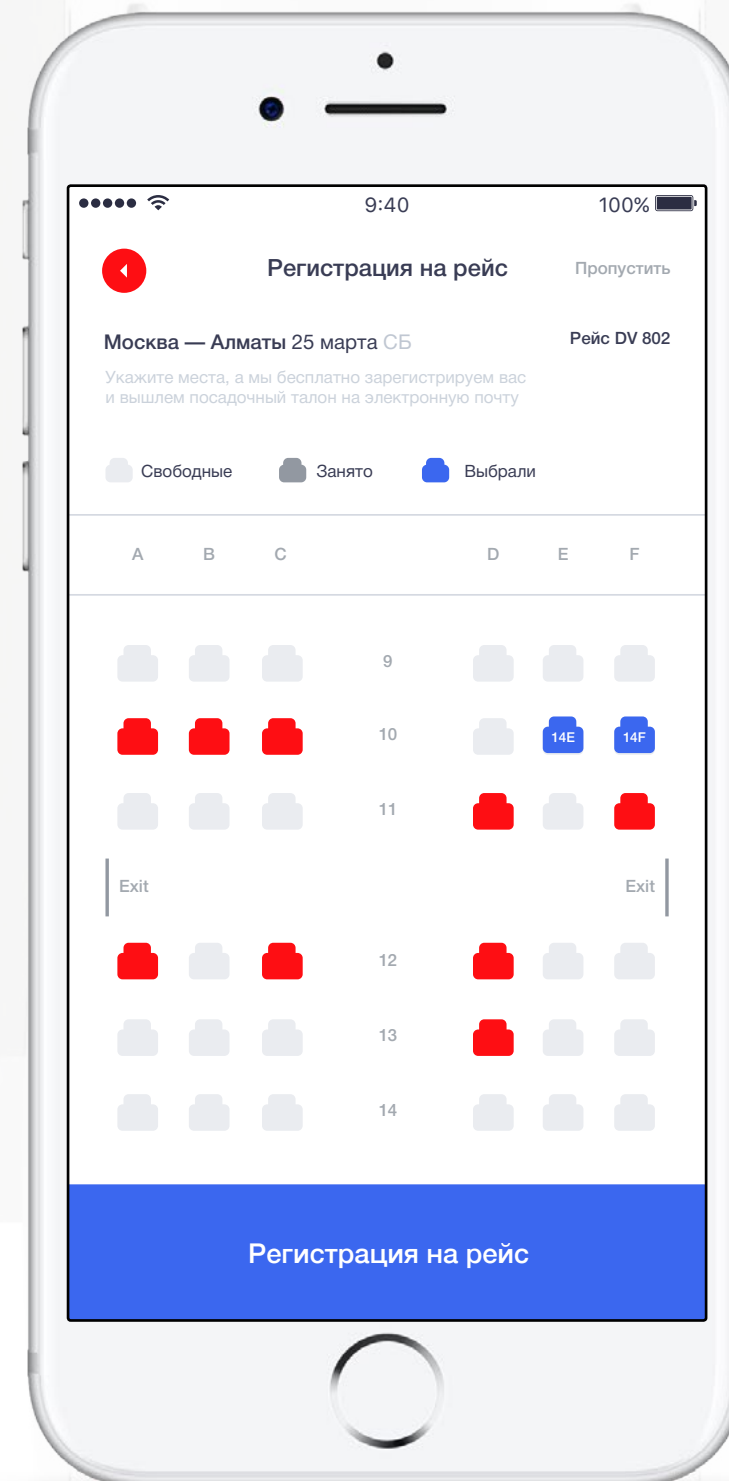 9:40
100%
Регистрация на рейс
Пропустить
Москва — Алматы 25 марта СБ
Рейс DV 802
Укажите места, а мы бесплатно зарегистрируем вас
и вышлем посадочный талон на электронную почту
Свободные
Занято
Выбрали
A B C D E F
9
10 14E 14F
11
Exit Exit
12
13
14
Регистрация на рейс